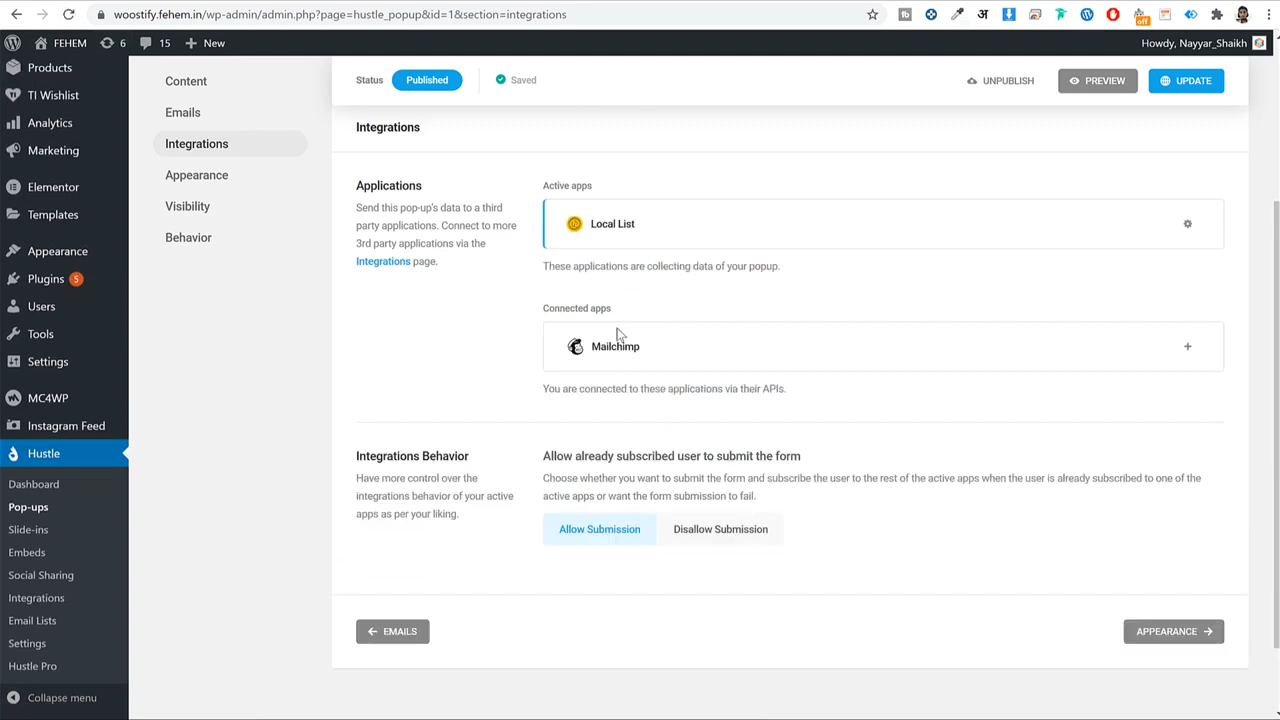 woostify.fehem.in/wp-admin/admin.php?page=hustle_popup&id=1&section=integrations
off
FEHEM
6
15
New
Howdy, Nayyar_Shaikh
Products
TI Wishlist
Analytics
Marketing
Elementor
Templates
Appearance
Plugins 5
Users
Tools
Settings
MC4WP
Instagram Feed
Hustle
Dashboard
Pop-ups
Slide-ins
Embeds
Social Sharing
Integrations
Email Lists
Settings
Hustle Pro
Collapse menu
Content
Emails
Integrations
Appearance
Visibility
Behavior
Status Published Saved UNPUBLISH PREVIEW UPDATE
Integrations
Applications
Send this pop-up's data to a third
party applications. Connect to more
3rd party applications via the
Integrations page.
Active apps
Local List
These applications are collecting data of your popup.
Connected apps
Mailchimp +
You are connected to these applications via their APIs.
Integrations Behavior
Have more control over the
integrations behavior of your active
apps as per your liking.
Allow already subscribed user to submit the form
Choose whether you want to submit the form and subscribe the user to the rest of the active apps when the user is already subscribed to one of the
active apps or want the form submission to fail.
Allow Submission Disallow Submission
EMAILS
APPEARANCE